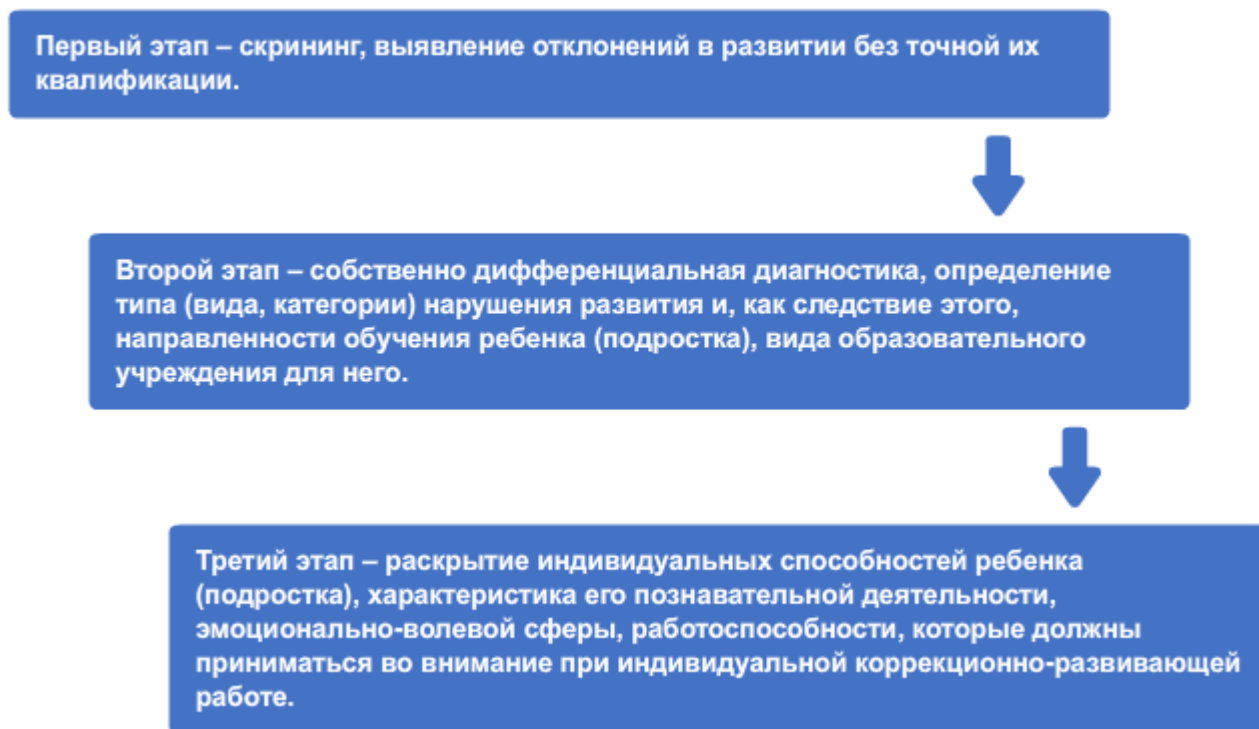 Первый этап – скрининг, выявление отклонений в развитии без точной их
квалификации.
Второй этап – собственно дифференциальная диагностика, определение
типа (вида, категории) нарушения развития и, как следствие этого,
направленности обучения ребенка (подростка), вида образовательного
учреждения для него.
Третий этап – раскрытие индивидуальных способностей ребенка
(подростка), характеристика его познавательной деятельности,
эмоционально-волевой сферы, работоспособности, которые должны
приниматься во внимание при индивидуальной коррекционно-развивающей
работе.